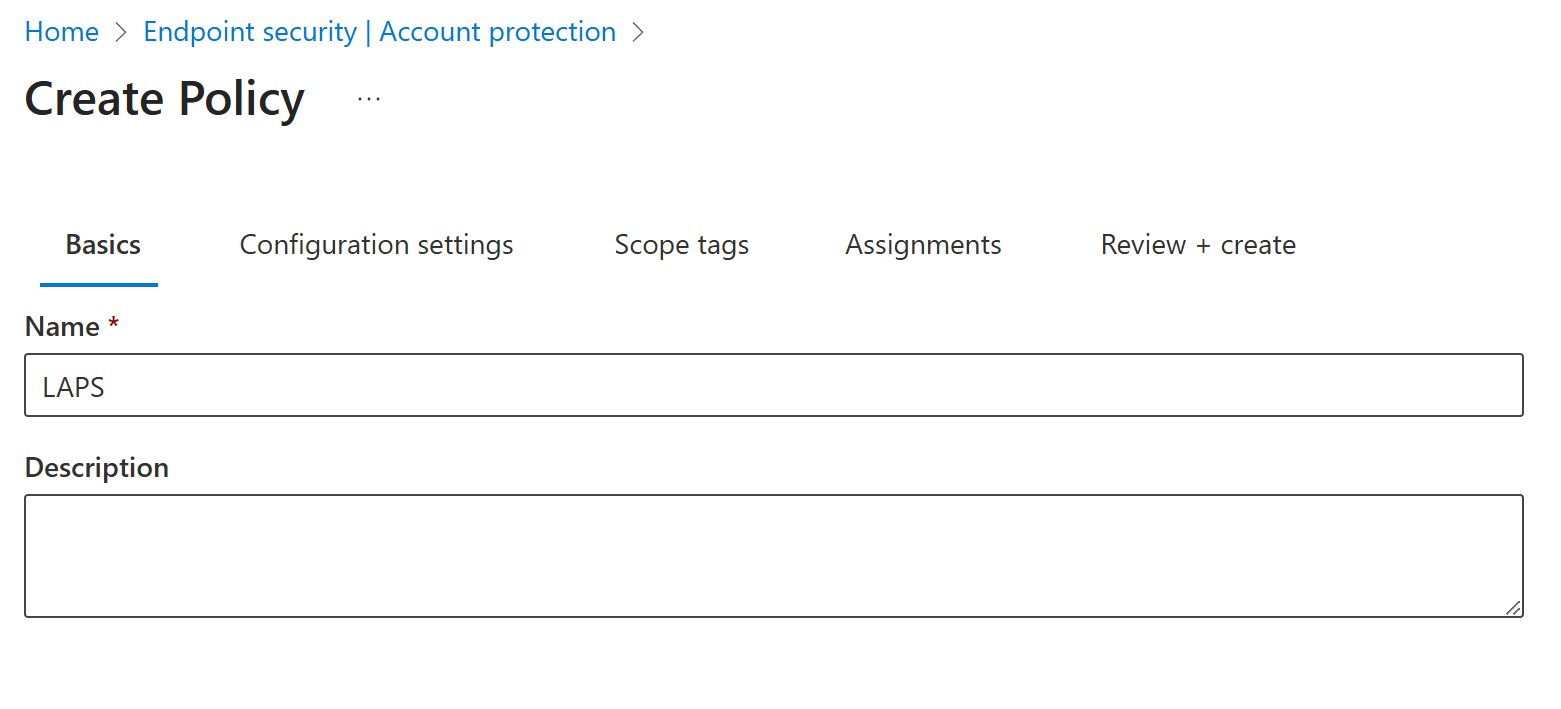 Home > Endpoint security | Account protection >
Create Policy ...
Basics Configuration settings Scope tags Assignments Review + create
Name *
LAPS
Description